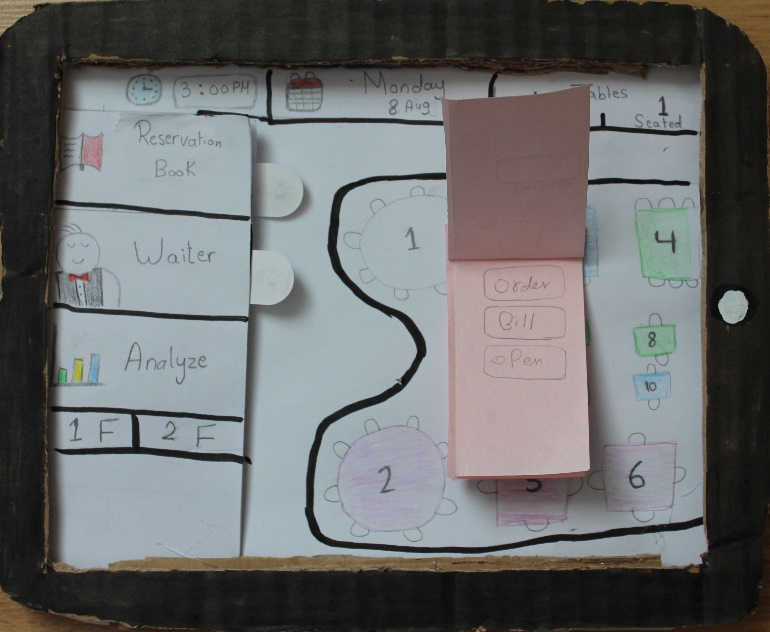 3:00PM
Monday
8 Aug
1
Seated
Reservation
Book
1
4
Waiter
Order
Bill
open
8
Analyze
10
1 F
2 F
2
5
6